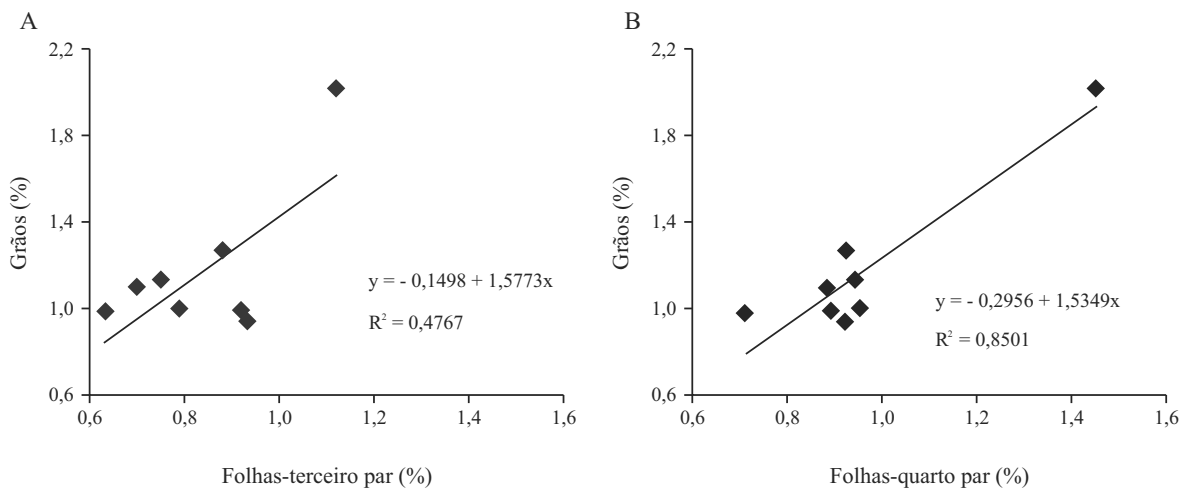 A
2,2
1,8
1,4
1,0
0,6
Grãos (%)
y = - 0,1498 + 1,5773x
R² = 0,4767
0,6 0,8 1,0 1,2 1,4 1,6
Folhas-terceiro par (%)
B
2,2
1,8
1,4
1,0
0,6
Grãos (%)
y = - 0,2956 + 1,5349x
R² = 0,8501
0,6 0,8 1,0 1,2 1,4 1,6
Folhas-quarto par (%)